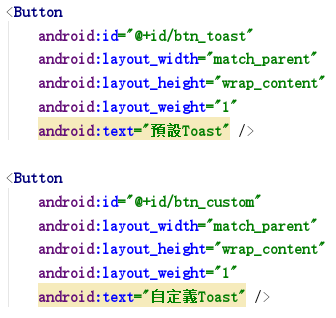 <Button
android:id="@+id/btn_toast"
android:layout_width="match_parent"
android:layout_height="wrap_content"
android:layout_weight="1"
android:text="預設Toast" />
<Button
android:id="@+id/btn_custom"
android:layout_width="match_parent"
android:layout_height="wrap_content"
android:layout_weight="1"
android:text="自定義Toast" />